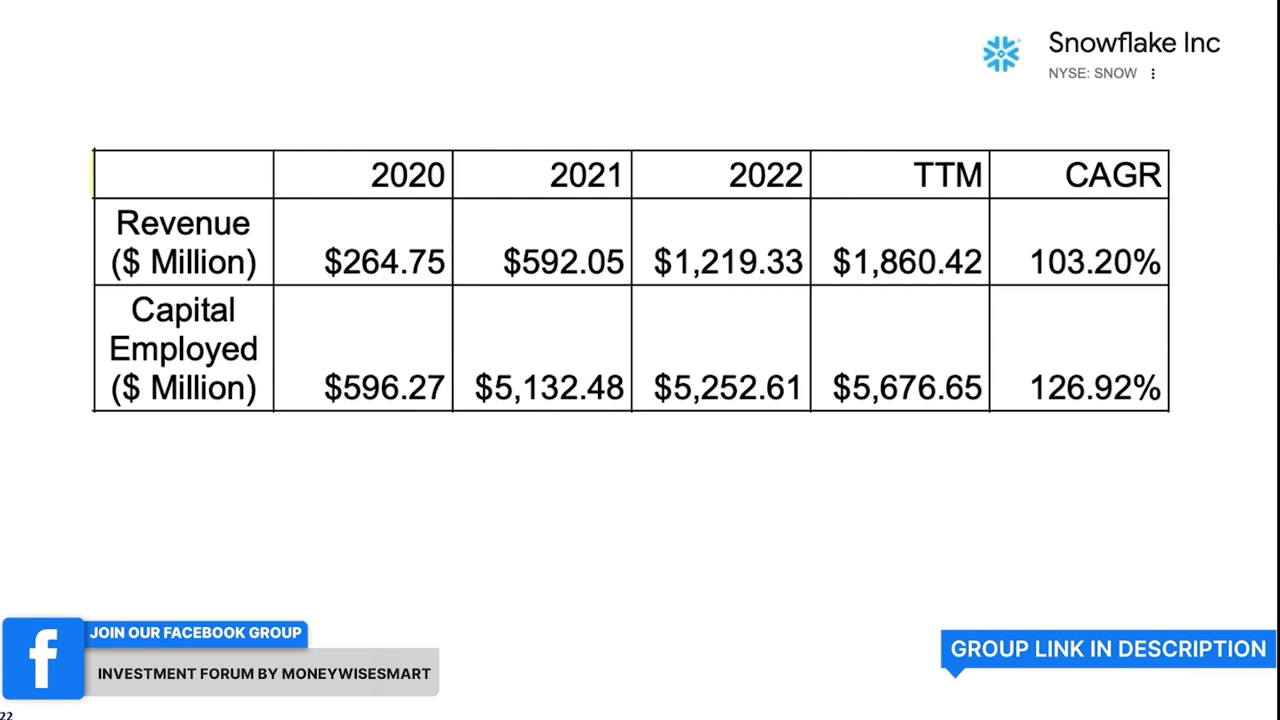 Snowflake Inc
NYSE: SNOW
2020 2021 2022 TTM CAGR
Revenue
($ Million) $264.75 $592.05 $1,219.33 $1,860.42 103.20%
Capital
Employed
($ Million) $596.27 $5,132.48 $5,252.61 $5,676.65 126.92%
JOIN OUR FACEBOOK GROUP
INVESTMENT FORUM BY MONEYWISESMART
GROUP LINK IN DESCRIPTION
22